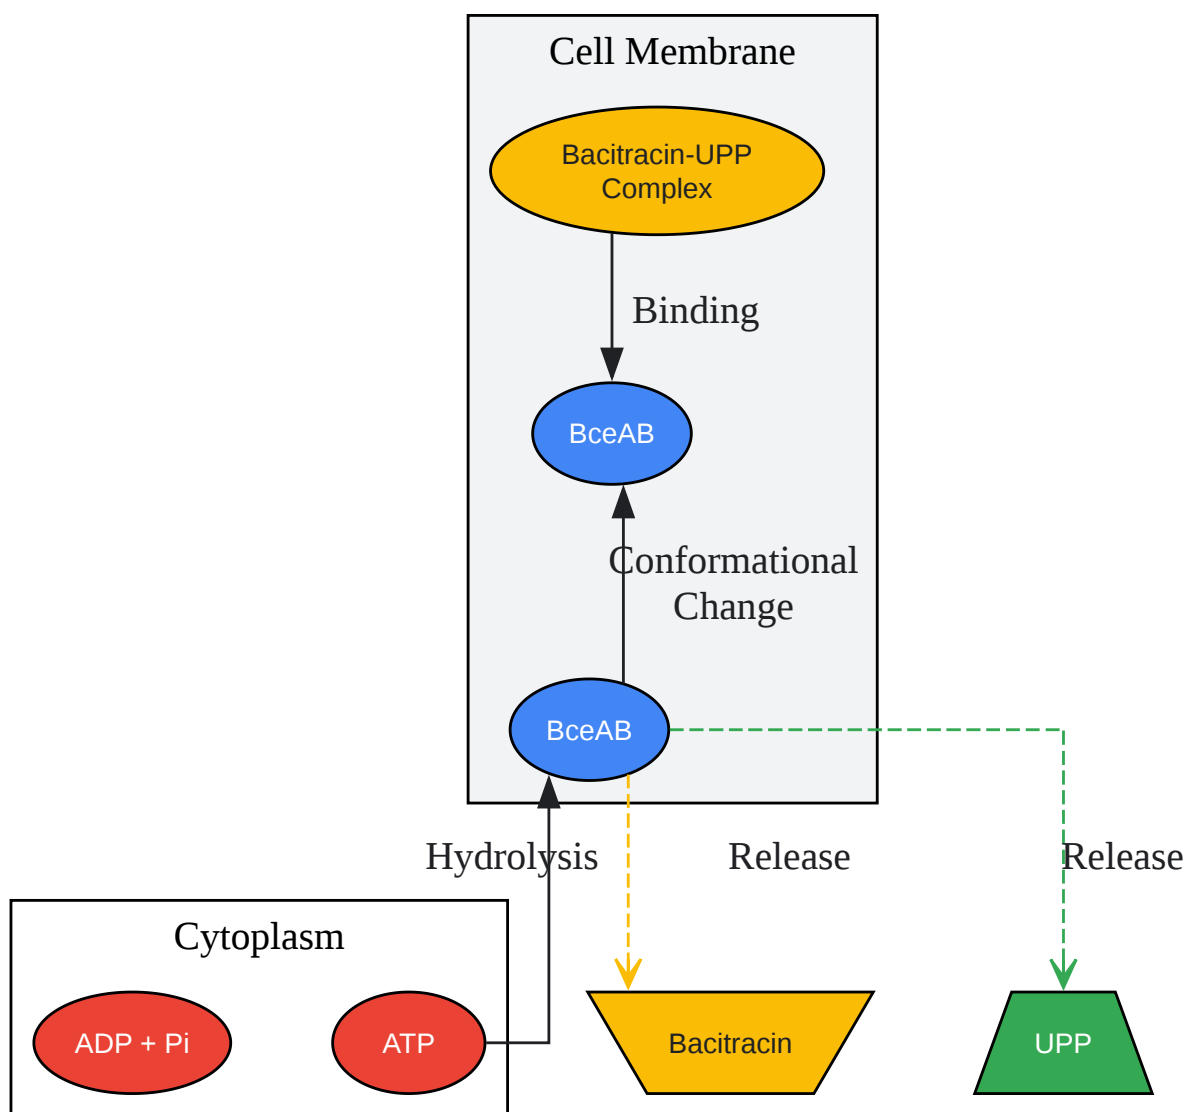 Cell Membrane
Bacitracin-UPP
Complex
Binding
BceAB
Conformational
Change
BceAB
Hydrolysis
Release
Release
Cytoplasm
ADP + Pi
ATP
Bacitracin
UPP